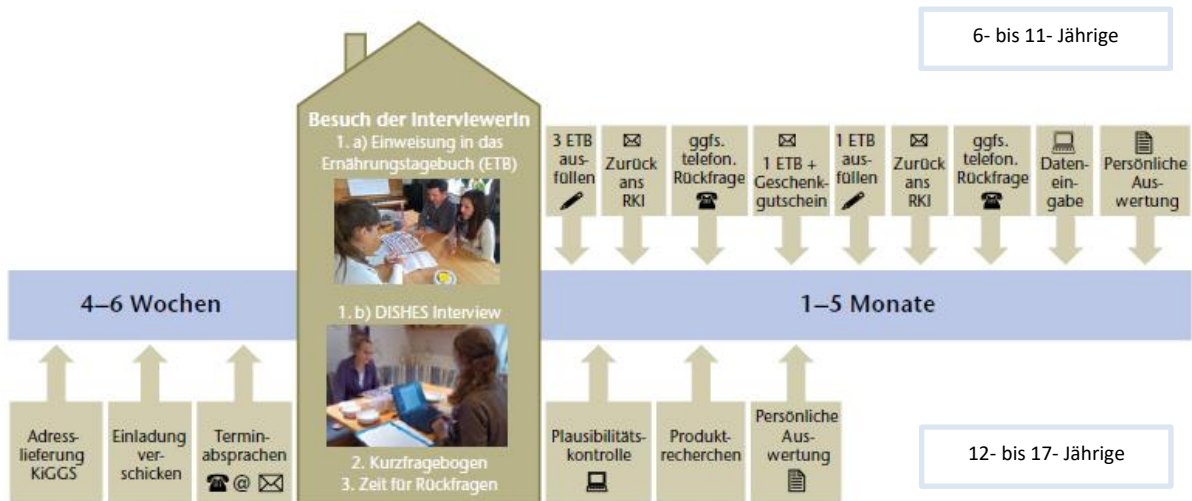 6- bis 11- Jährige
Besuch der InterviewerIn
1. a) Einweisung in das
Ernährungstagebuch (ETB)
3 ETB
aus-
füllen
Zurück
ans
RKI
ggfs.
telefon.
Rückfrage
1 ETB +
Geschenk-
gutschein
1 ETB
aus-
füllen
Zurück
ans
RKI
ggfs.
telefon.
Rückfrage
Daten-
ein-
gabe
Persönliche
Aus-
wertung
4–6 Wochen
1–5 Monate
1. b) DISHES Interview
2. Kurzfragebogen
3. Zeit für Rückfragen
Adress-
lieferung
KiGGS
Einladung
ver-
schicken
Termin-
absprachen
@
Plausibilitäts-
kontrolle
Produkt-
recherchen
Persönliche
Aus-
wertung
12- bis 17- Jährige